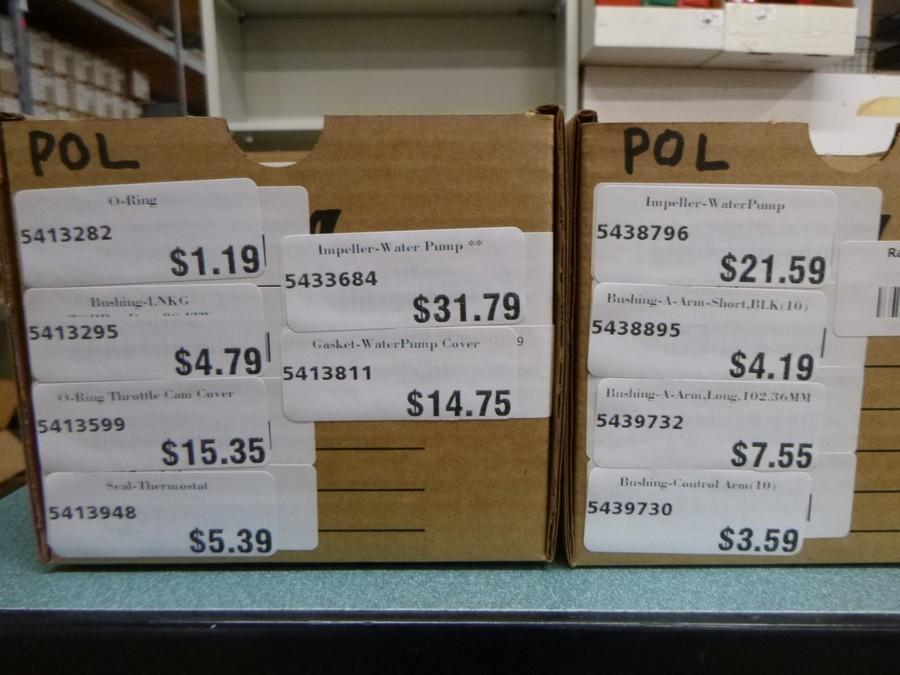 POL
O-Ring
5413282
$1.19
Bushing-LNKG
5413295
$4.79
O-Ring Throttle Cam Cover
5413599
$15.35
Seal-Thermostat
5413948
$5.39
Impeller-Water Pump **
5433684
$31.79
Gasket-WaterPump Cover 9
5413811
$14.75
POL
Impeller-WaterPump
5438796
$21.59
Bushing-A-Arm-Short,BLK(10)
5438895
$4.19
Bushing-A-Arm,Long,102.36MM
5439732
$7.55
Bushing-Control Arm(10)
5439730
$3.59